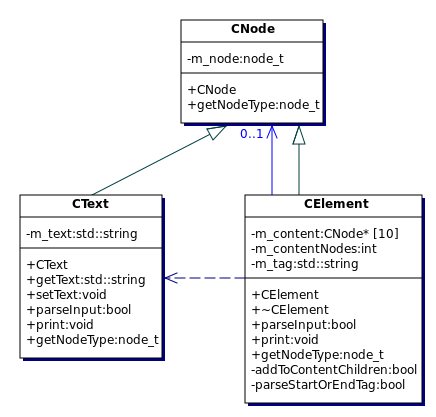 CNode
-m_node:node_t
+CNode
+getNodeType:node_t
0..1
CText
-m_text:std::string
+CText
+getText:std::string
+setText:void
+parseInput:bool
+print:void
+getNodeType:node_t
CElement
-m_content:CNode* [10]
-m_contentNodes:int
-m_tag:std::string
+CElement
+~CElement
+parseInput:bool
+print:void
+getNodeType:node_t
-addToContentChildren:bool
-parseStartOrEndTag:bool